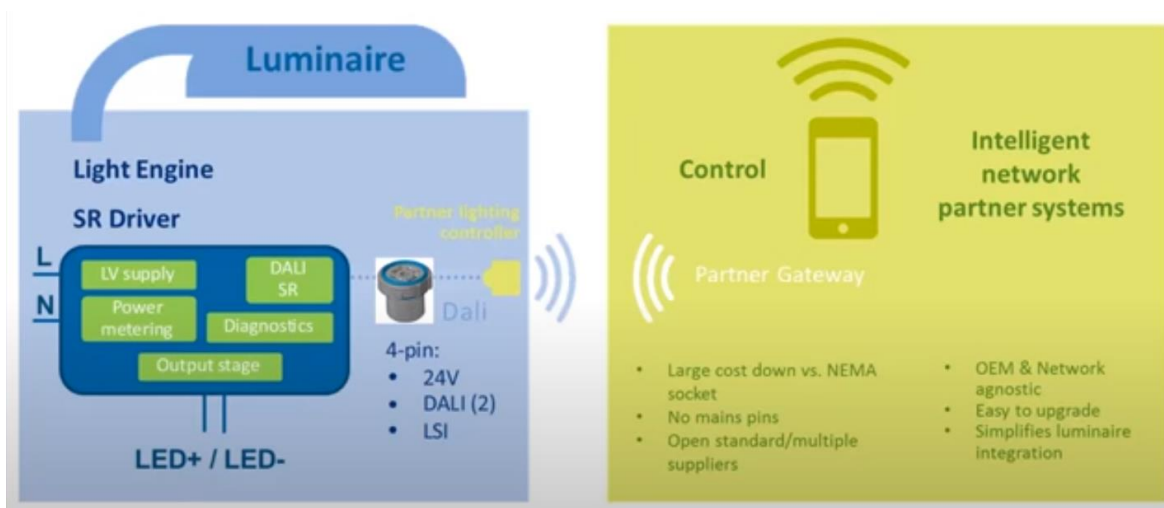 Luminaire
Light Engine
SR Driver
Partner lighting
controller
L
N
LV supply
DALI
SR
Power
metering
Diagnostics
Output stage
Dali
4-pin:
• 24V
• DALI (2)
• LSI
LED+ / LED-
Control
Intelligent
network
partner systems
Partner Gateway
• Large cost down vs. NEMA
socket
• No mains pins
• Open standard/multiple
suppliers
• OEM & Network
agnostic
• Easy to upgrade
• Simplifies luminaire
integration